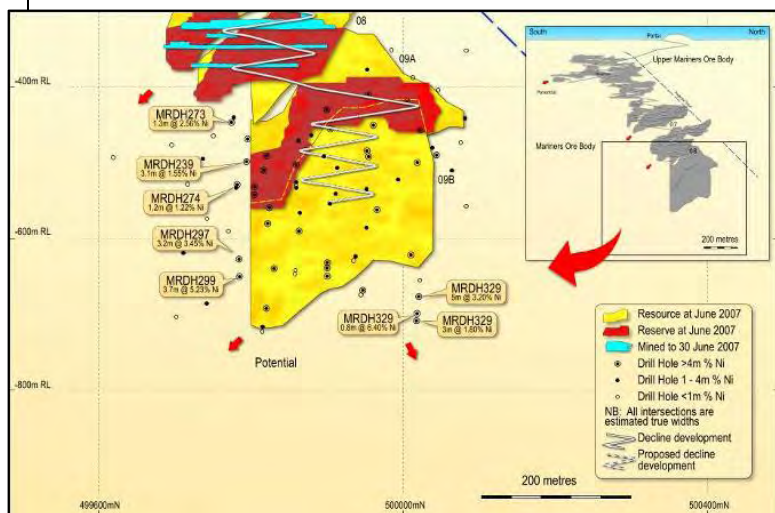 08
09A
09B
-400m RL
-600m RL
-800m RL
MRDH273
1.3m @ 2.56% Ni
MRDH239
3.1m @ 1.55% Ni
MRDH274
1.2m @ 1.22% Ni
MRDH297
3.2m @ 3.45% Ni
MRDH299
3.7m @ 5.23% Ni
MRDH329
5m @ 3.20% Ni
MRDH329
0.8m @ 6.40% Ni
MRDH329
3m @ 1.60% Ni
Potential
499600mN
500000mN
500400mN
200 metres
South
North
Portal
Upper Mariners Ore Body
Mariners Ore Body
200 metres
Resource at June 2007
Reserve at June 2007
Mined to 30 June 2007
Drill Hole >4m % Ni
Drill Hole 1 - 4m % Ni
Drill Hole <1m % Ni
NB: All intersections are
estimated true widths
Decline development
Proposed decline
development